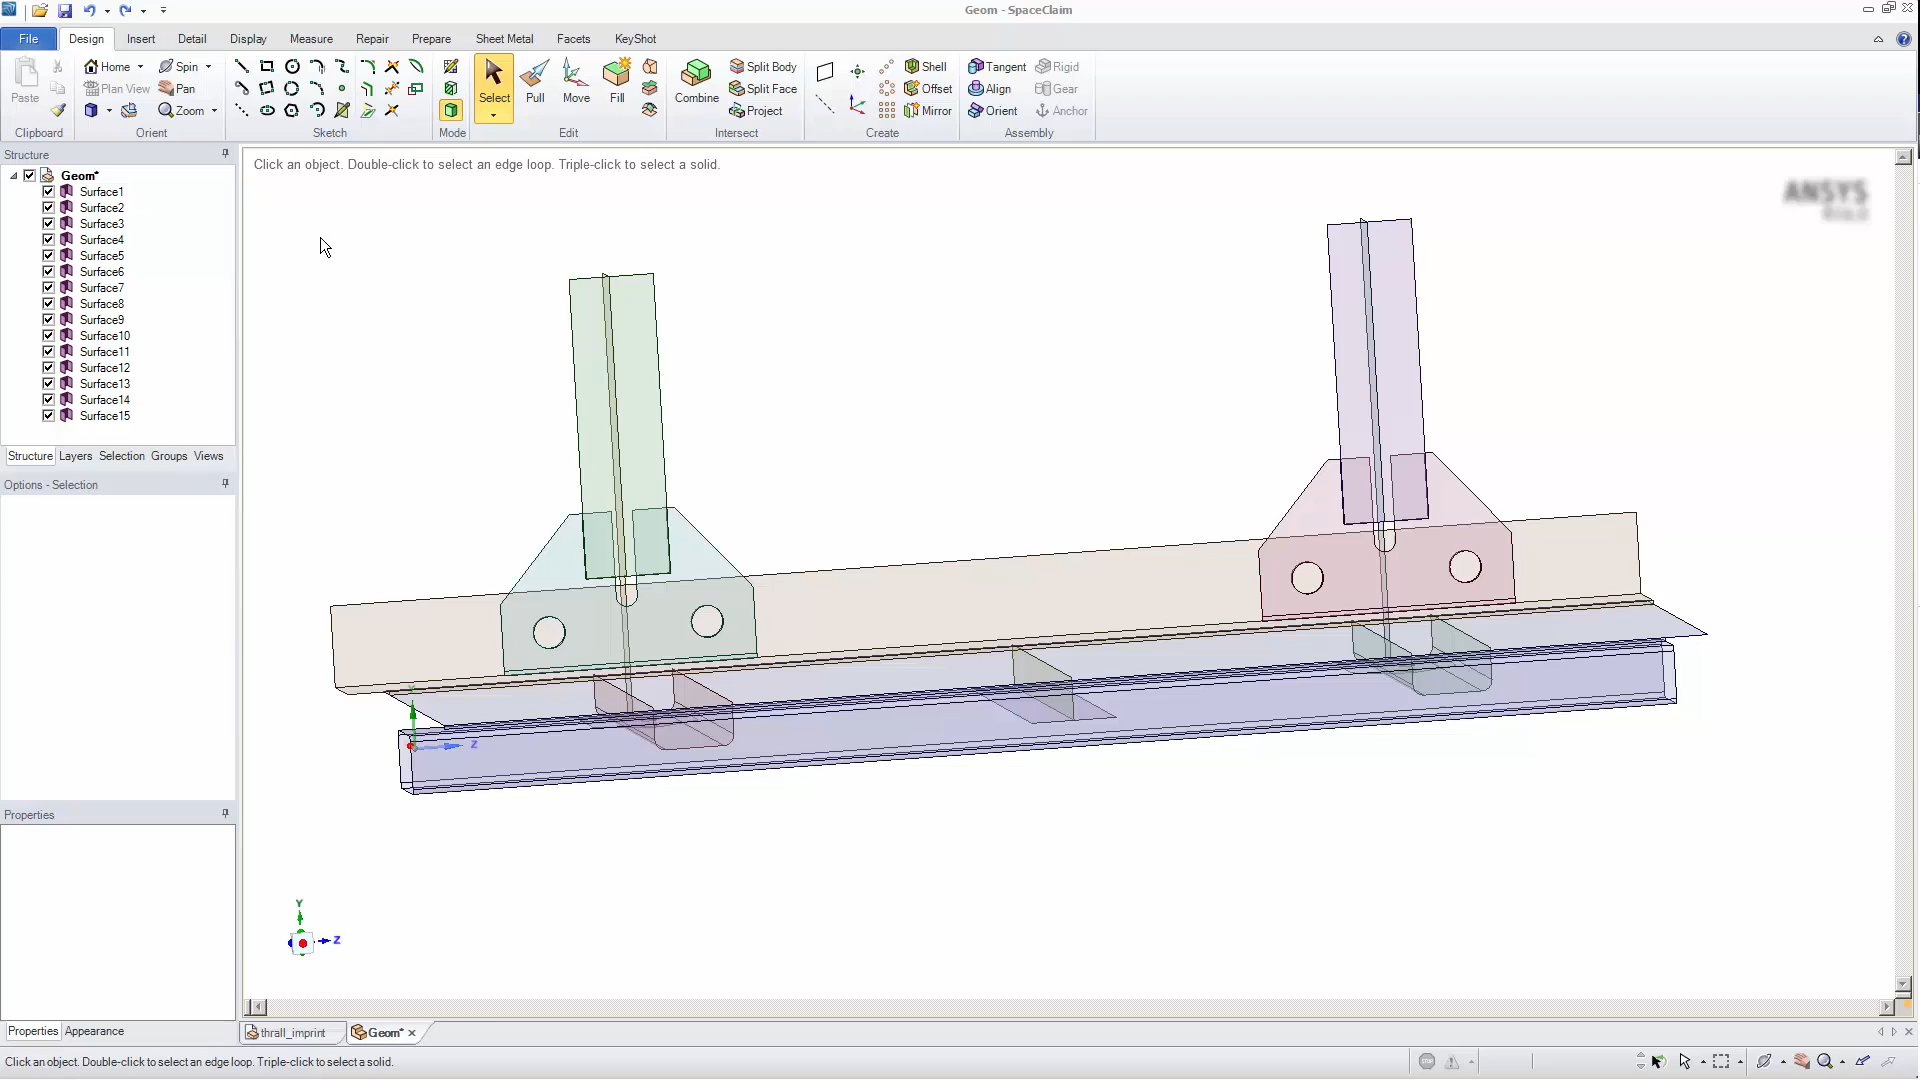 Geom - SpaceClaim
File Design Insert Detail Display Measure Repair Prepare Sheet Metal Facets KeyShot
Home Spin Split Body Shell Tangent Rigid
Plan View Pan Split Face Offset Align Gear
Paste Zoom Select Pull Move Fill Combine Project Mirror Orient Anchor
Clipboard Orient Sketch Mode Edit Intersect Create Assembly
Structure
Click an object. Double-click to select an edge loop. Triple-click to select a solid.
Geom*
Surface1
Surface2
Surface3
Surface4
Surface5
Surface6
Surface7
Surface8
Surface9
Surface10
Surface11
Surface12
Surface13
Surface14
Surface15
ANSYS
Structure Layers Selection Groups Views
Options - Selection
Z
Properties
Y
Z
Properties Appearance
thrall_imprint Geom*
Click an object. Double-click to select an edge loop. Triple-click to select a solid.